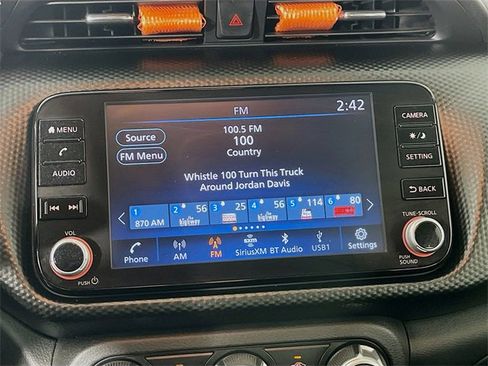 FM
2:42
MENU
AUDIO
VOL
PUSH
Source
FM Menu
100.5 FM
100
Country
Whistle 100 Turn This Truck
Around Jordan Davis
1
870 AM
2 56
3 25
4 56
5 114
6 80
Phone
AM
FM
SiriusXM
BT Audio
USB1
Settings
CAMERA
SETTING
BACK
TUNE·SCROLL
PUSH
SOUND